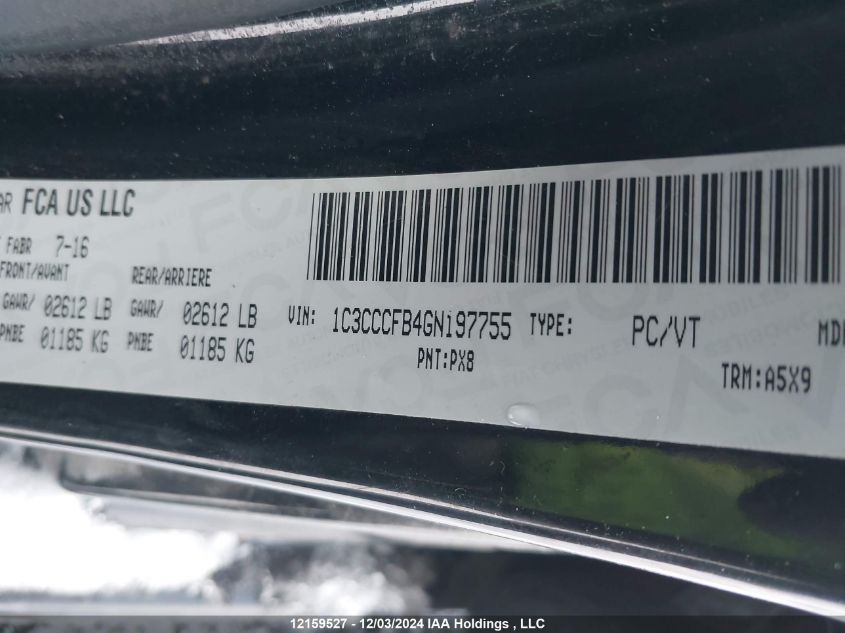 AR FCA US LLC
FABR 7-16
FRONT/AVANT REAR/ARRIERE
GAWR/ 02612 LB GAWR/ 02612 LB
PNBE 01185 KG PNBE 01185 KG
VIN: 1C3CCCFB4GN197755 TYPE: PC/VT
PNT:PX8
TRM:A5X9
12159527 - 12/03/2024 IAA Holdings , LLC